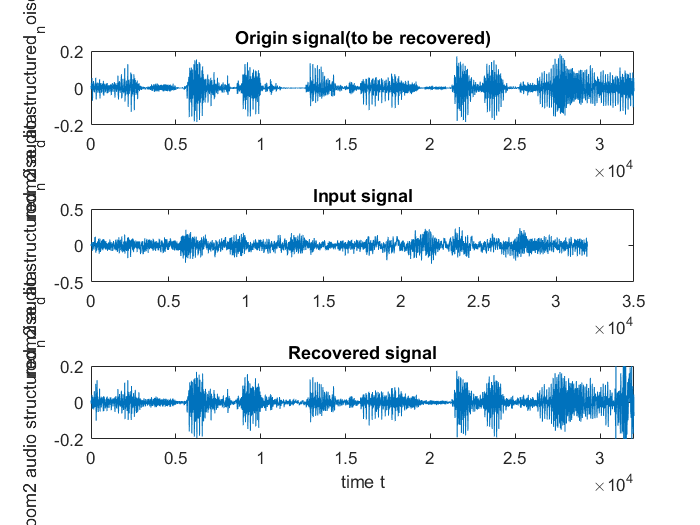 Origin signal(to be recovered)
0.2
0
-0.2
0 0.5 1 1.5 2 2.5 3
×10^4
Input signal
0.5
0
-0.5
0 0.5 1 1.5 2 2.5 3 3.5
×10^4
Recovered signal
0.2
0
-0.2
0 0.5 1 1.5 2 2.5 3
×10^4
time t
audio structured